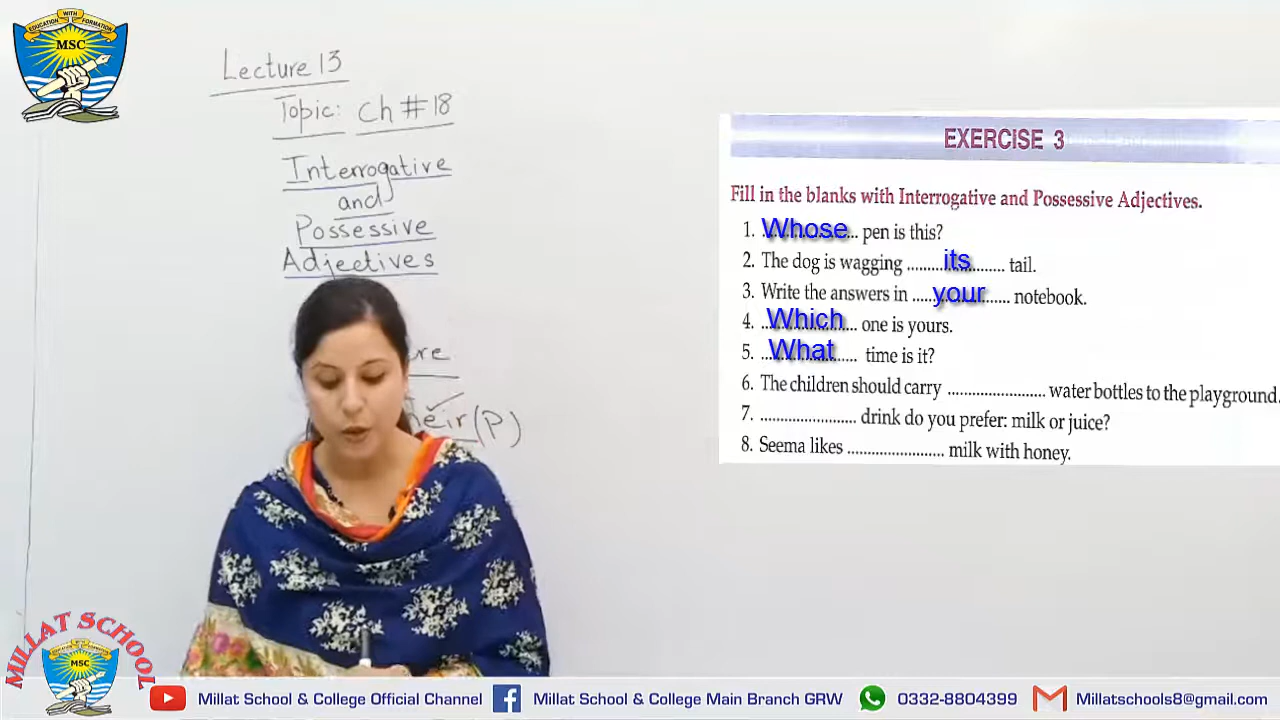 EDUCATION WITH FORMATION
MSC
Lecture 13
Topic: Ch # 18
Interrogative
and
Possessive
Adjectives
ere
heir (P)
EXERCISE 3
Fill in the blanks with Interrogative and Possessive Adjectives.
1. Whose pen is this?
2. The dog is wagging its tail.
3. Write the answers in your notebook.
4. Which one is yours.
5. What time is it?
6. The children should carry ........................ water bottles to the playground.
7. ........................ drink do you prefer: milk or juice?
8. Seema likes ........................ milk with honey.
MILLAT SCHOOL
MSC
Millat School & College Official Channel
Millat School & College Main Branch GRW
0332-8804399
Millatschools8@gmail.com